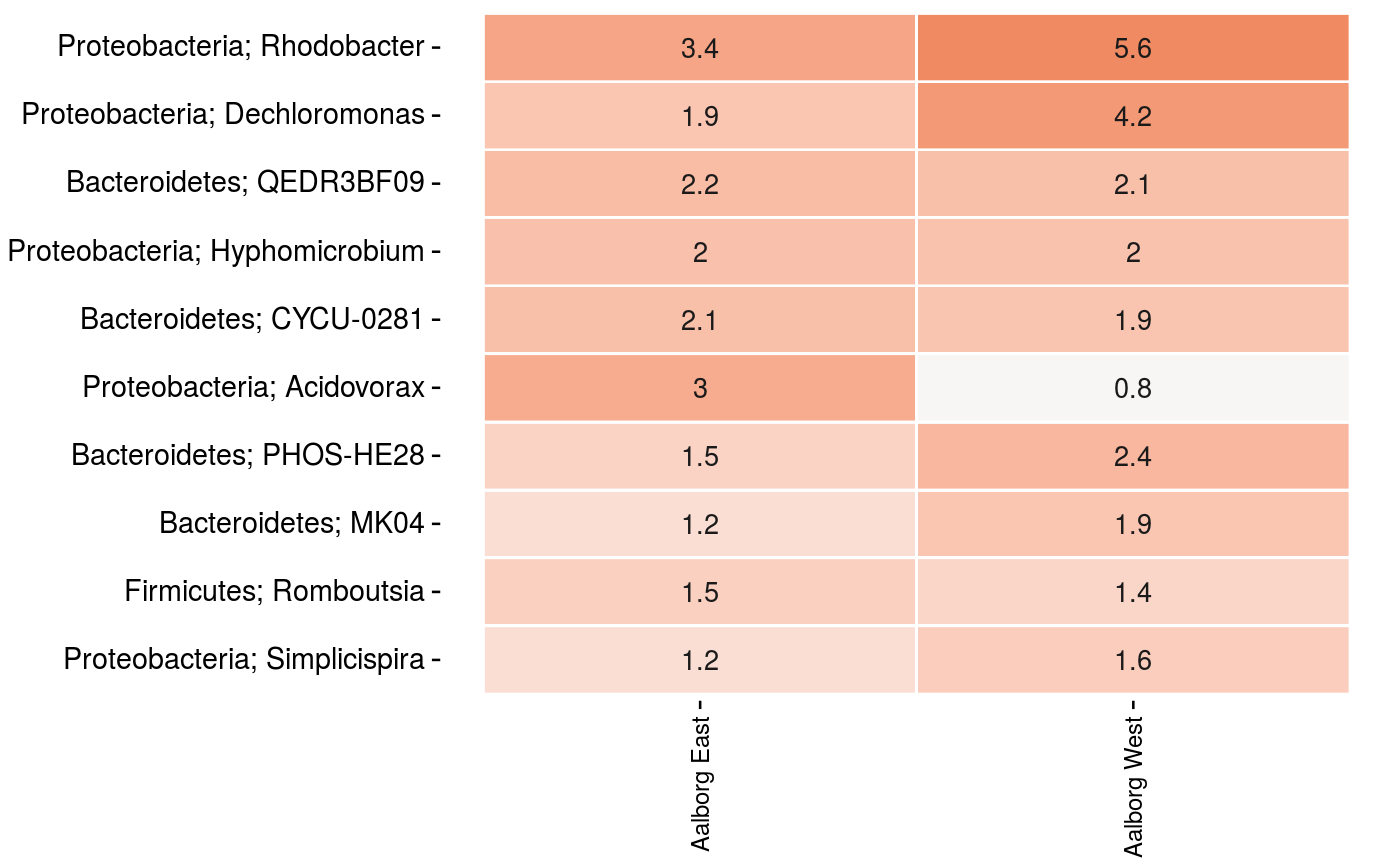 Proteobacteria; Rhodobacter 3.4 5.6
Proteobacteria; Dechloromonas 1.9 4.2
Bacteroidetes; QEDR3BF09 2.2 2.1
Proteobacteria; Hyphomicrobium 2 2
Bacteroidetes; CYCU-0281 2.1 1.9
Proteobacteria; Acidovorax 3 0.8
Bacteroidetes; PHOS-HE28 1.5 2.4
Bacteroidetes; MK04 1.2 1.9
Firmicutes; Romboutsia 1.5 1.4
Proteobacteria; Simplicispira 1.2 1.6
Aalborg East
Aalborg West